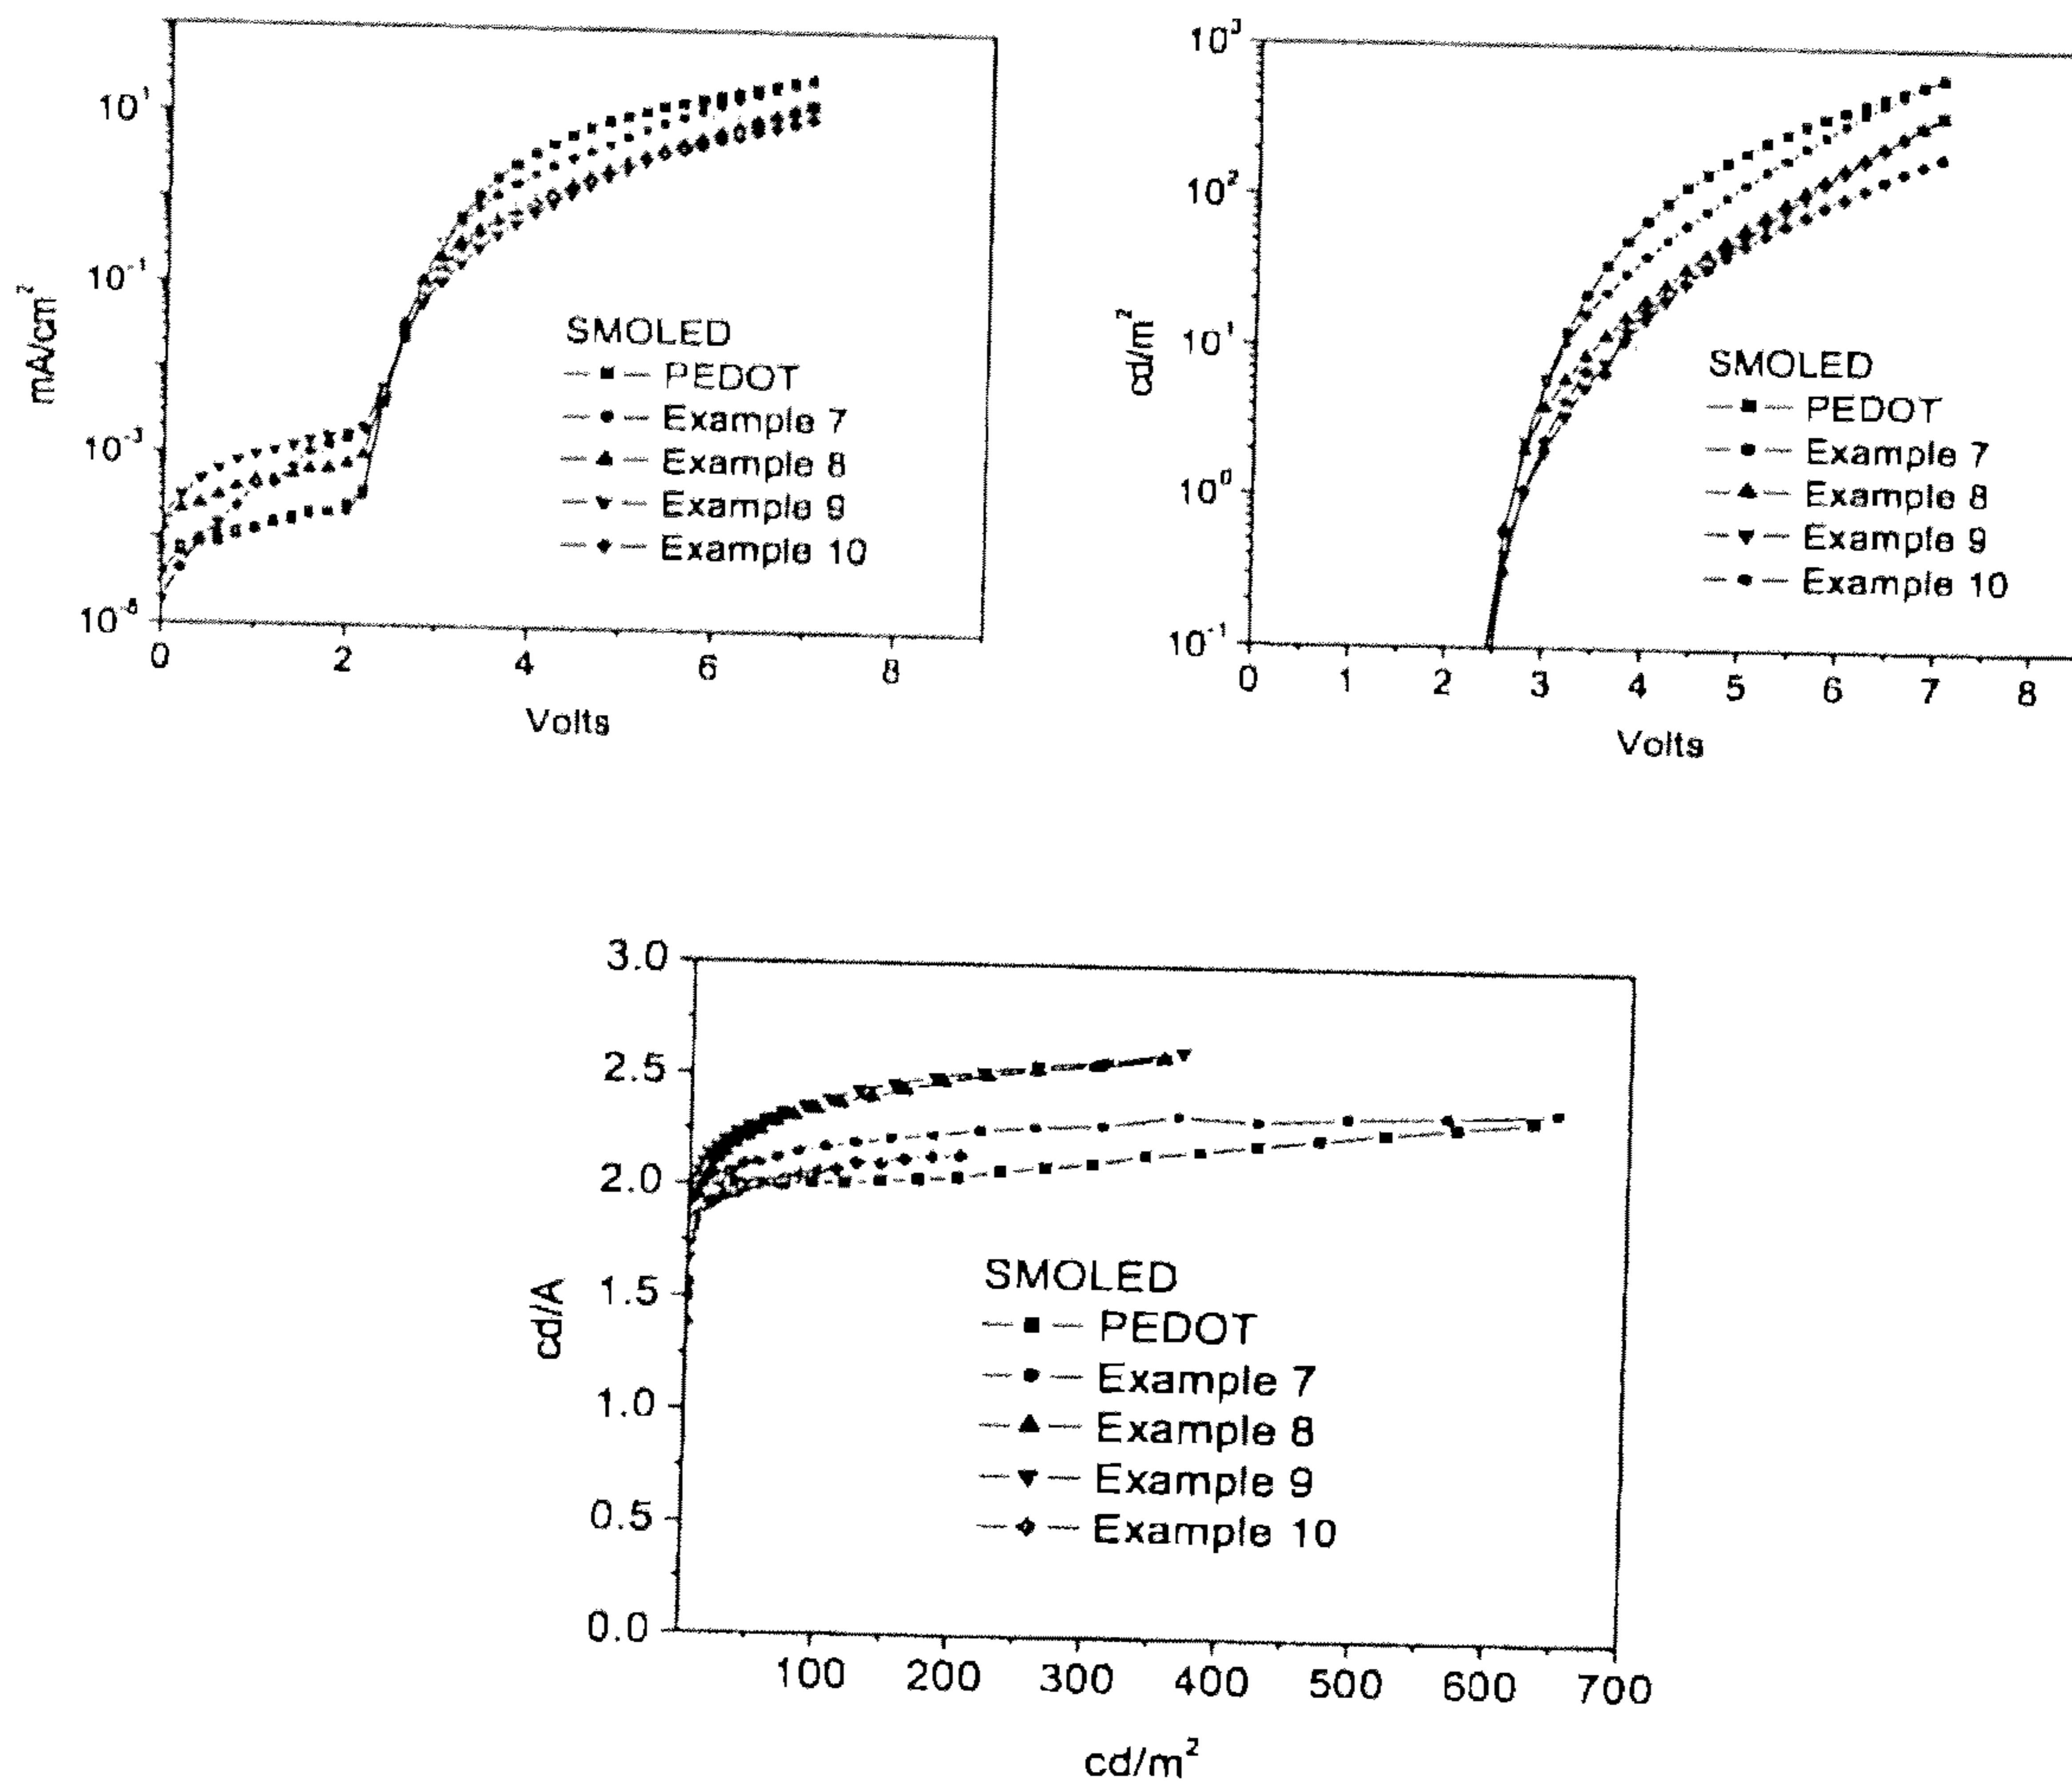 10¹
10⁻¹
10⁻³
10⁻⁵
mA/cm²
SMOLED
PEDOT
Example 7
Example 8
Example 9
Example 10
0 2 4 6 8
Volts
10³
10²
10¹
10⁰
10⁻¹
cd/m²
SMOLED
PEDOT
Example 7
Example 8
Example 9
Example 10
0 1 2 3 4 5 6 7 8
Volts
3.0
2.5
2.0
1.5
1.0
0.5
0.0
cd/A
SMOLED
PEDOT
Example 7
Example 8
Example 9
Example 10
100 200 300 400 500 600 700
cd/m²